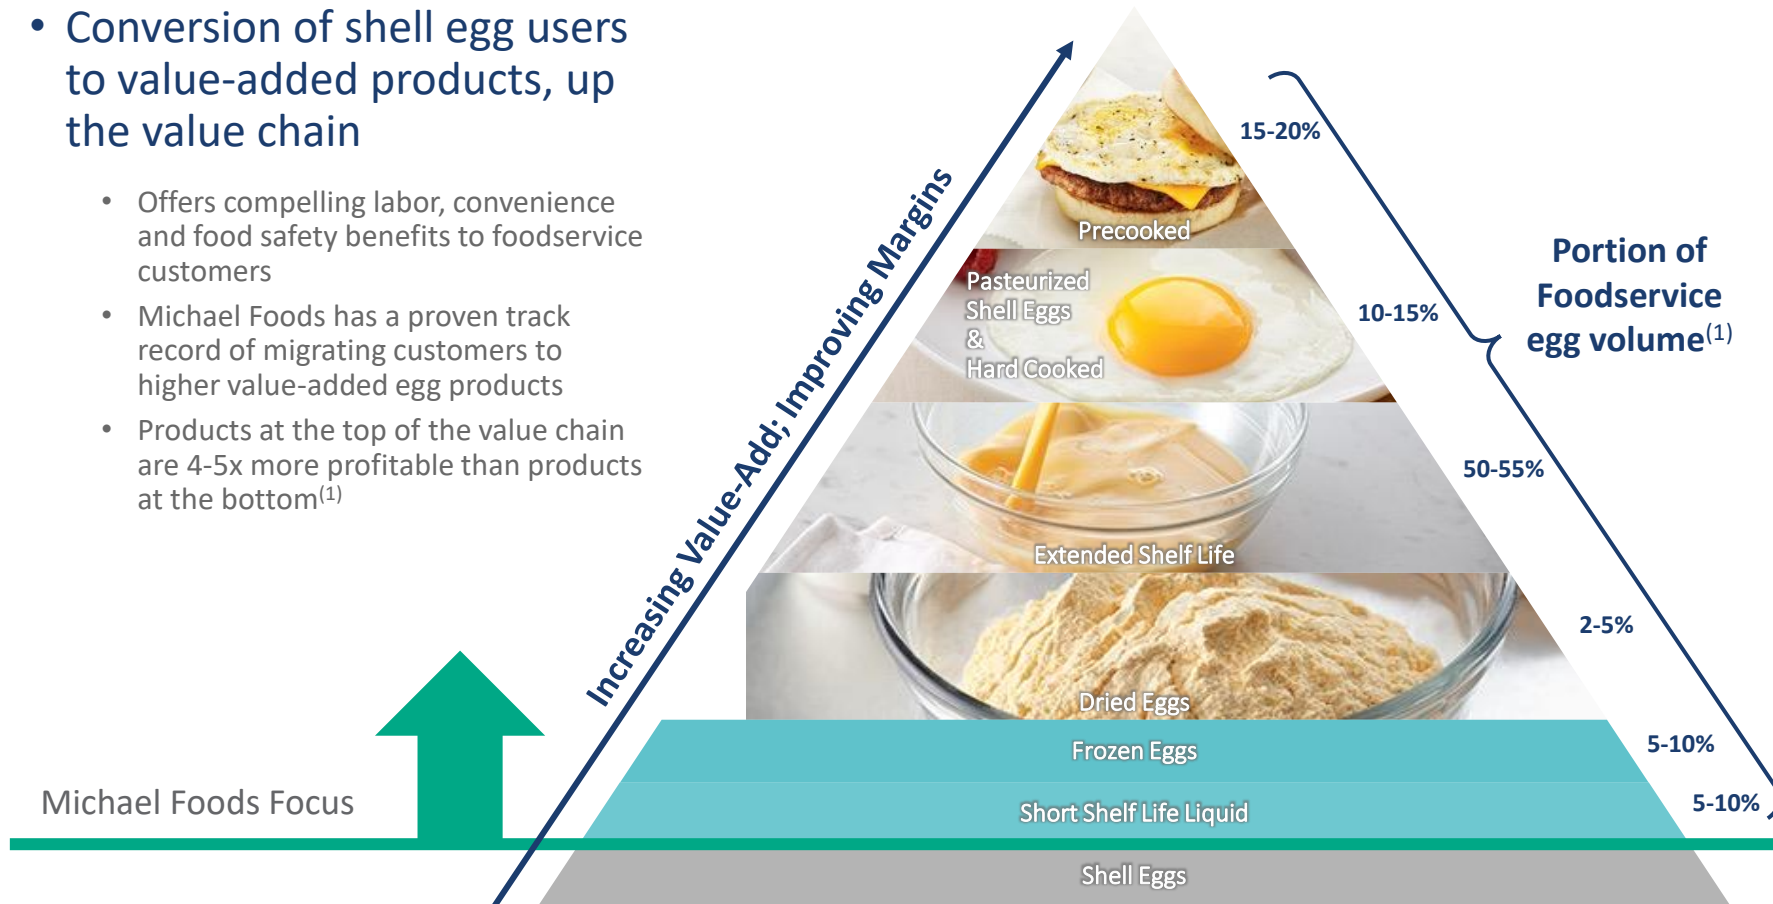 • Conversion of shell egg users
to value-added products, up
the value chain
• Offers compelling labor, convenience
and food safety benefits to foodservice
customers
• Michael Foods has a proven track
record of migrating customers to
higher value-added egg products
• Products at the top of the value chain
are 4-5x more profitable than products
at the bottom(1)
Michael Foods Focus
Increasing Value-Add; Improving Margins
Precooked
Pasteurized
Shell Eggs
&
Hard Cooked
Extended Shelf Life
Dried Eggs
Frozen Eggs
Short Shelf Life Liquid
Shell Eggs
15-20%
10-15%
50-55%
2-5%
5-10%
5-10%
Portion of
Foodservice
egg volume(1)